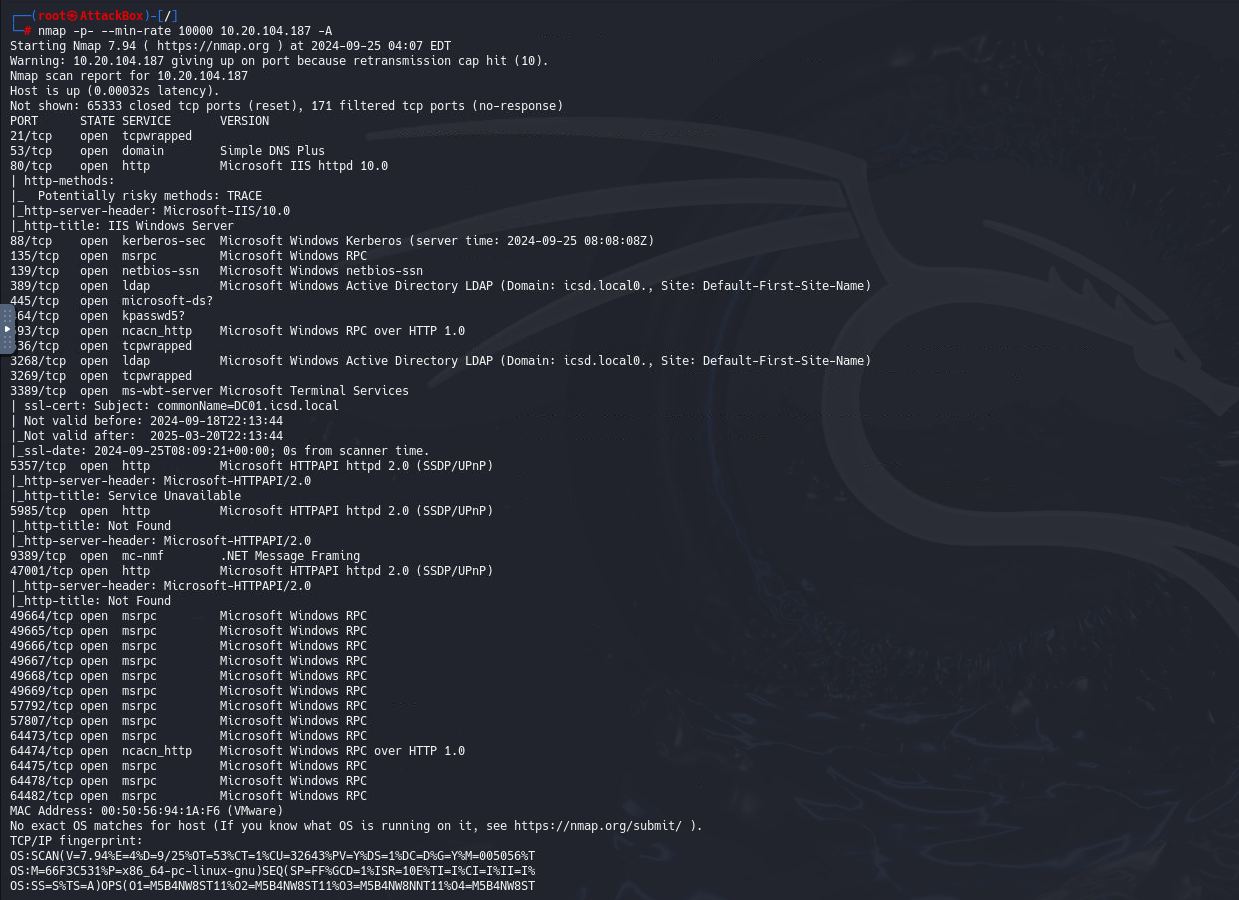 ┌──(root㉿AttackBox)-[/]
└─# nmap -p- --min-rate 10000 10.20.104.187 -A
Starting Nmap 7.94 ( https://nmap.org ) at 2024-09-25 04:07 EDT
Warning: 10.20.104.187 giving up on port because retransmission cap hit (10).
Nmap scan report for 10.20.104.187
Host is up (0.00032s latency).
Not shown: 65333 closed tcp ports (reset), 171 filtered tcp ports (no-response)
PORT      STATE SERVICE       VERSION
21/tcp    open  tcpwrapped
53/tcp    open  domain        Simple DNS Plus
80/tcp    open  http          Microsoft IIS httpd 10.0
| http-methods:
|_  Potentially risky methods: TRACE
|_http-server-header: Microsoft-IIS/10.0
|_http-title: IIS Windows Server
88/tcp    open  kerberos-sec  Microsoft Windows Kerberos (server time: 2024-09-25 08:08:08Z)
135/tcp   open  msrpc         Microsoft Windows RPC
139/tcp   open  netbios-ssn   Microsoft Windows netbios-ssn
389/tcp   open  ldap          Microsoft Windows Active Directory LDAP (Domain: icsd.local0., Site: Default-First-Site-Name)
445/tcp   open  microsoft-ds?
64/tcp   open  kpasswd5?
93/tcp   open  ncacn_http    Microsoft Windows RPC over HTTP 1.0
36/tcp   open  tcpwrapped
3268/tcp  open  ldap          Microsoft Windows Active Directory LDAP (Domain: icsd.local0., Site: Default-First-Site-Name)
3269/tcp  open  tcpwrapped
3389/tcp  open  ms-wbt-server Microsoft Terminal Services
| ssl-cert: Subject: commonName=DC01.icsd.local
| Not valid before: 2024-09-18T22:13:44
|_Not valid after:  2025-03-20T22:13:44
|_ssl-date: 2024-09-25T08:09:21+00:00; 0s from scanner time.
5357/tcp  open  http          Microsoft HTTPAPI httpd 2.0 (SSDP/UPnP)
|_http-server-header: Microsoft-HTTPAPI/2.0
|_http-title: Service Unavailable
5985/tcp  open  http          Microsoft HTTPAPI httpd 2.0 (SSDP/UPnP)
|_http-title: Not Found
|_http-server-header: Microsoft-HTTPAPI/2.0
9389/tcp  open  mc-nmf        .NET Message Framing
47001/tcp open  http          Microsoft HTTPAPI httpd 2.0 (SSDP/UPnP)
|_http-server-header: Microsoft-HTTPAPI/2.0
|_http-title: Not Found
49664/tcp open  msrpc         Microsoft Windows RPC
49665/tcp open  msrpc         Microsoft Windows RPC
49666/tcp open  msrpc         Microsoft Windows RPC
49667/tcp open  msrpc         Microsoft Windows RPC
49668/tcp open  msrpc         Microsoft Windows RPC
49669/tcp open  msrpc         Microsoft Windows RPC
57792/tcp open  msrpc         Microsoft Windows RPC
57807/tcp open  msrpc         Microsoft Windows RPC
64473/tcp open  msrpc         Microsoft Windows RPC
64474/tcp open  ncacn_http    Microsoft Windows RPC over HTTP 1.0
64475/tcp open  msrpc         Microsoft Windows RPC
64478/tcp open  msrpc         Microsoft Windows RPC
64482/tcp open  msrpc         Microsoft Windows RPC
MAC Address: 00:50:56:94:1A:F6 (VMware)
No exact OS matches for host (If you know what OS is running on it, see https://nmap.org/submit/ ).
TCP/IP fingerprint:
OS:SCAN(V=7.94%E=4%D=9/25%OT=53%CT=1%CU=32643%PV=Y%DS=1%DC=D%G=Y%M=005056%T
OS:M=66F3C531%P=x86_64-pc-linux-gnu)SEQ(SP=FF%GCD=1%ISR=10E%TI=I%CI=I%II=I%
OS:SS=S%TS=A)OPS(O1=M5B4NW8ST11%O2=M5B4NW8ST11%O3=M5B4NW8NNT11%O4=M5B4NW8ST